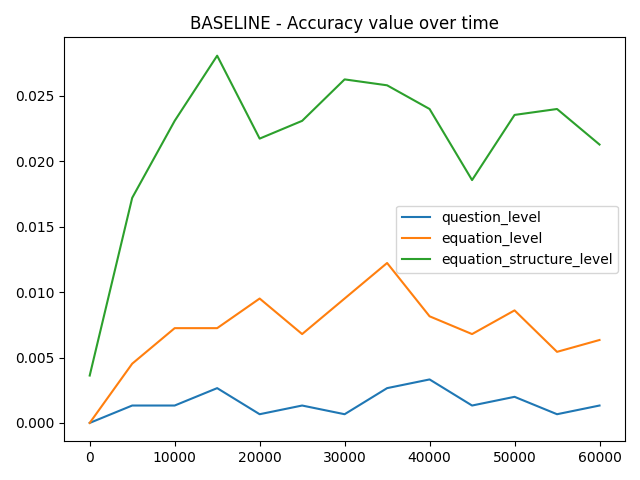 BASELINE - Accuracy value over time
0.025
0.020
0.015
0.010
0.005
0.000
question_level
equation_level
equation_structure_level
0 10000 20000 30000 40000 50000 60000